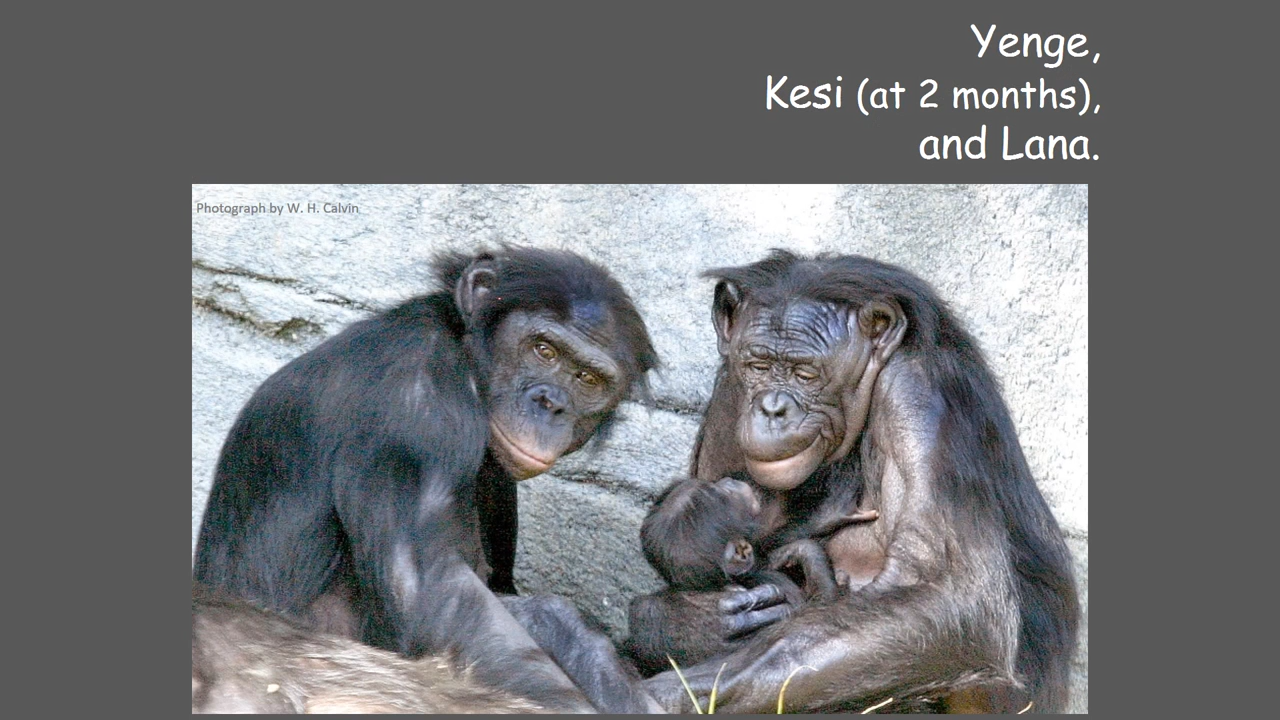 Yenge,
Kesi (at 2 months),
and Lana.
Photograph by W. H. Calvin